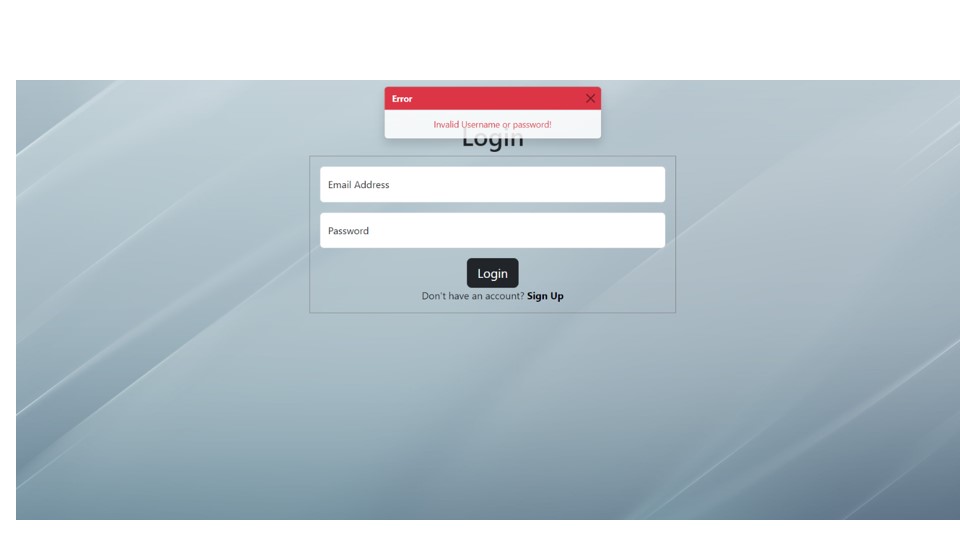 Error
Invalid Username or password!
Login
Email Address
Password
Login
Don't have an account? Sign Up